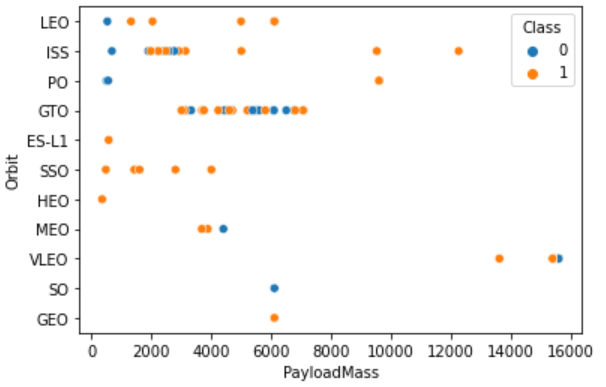 Class
0
1
LEO
ISS
PO
GTO
ES-L1
SSO
HEO
MEO
VLEO
SO
GEO
Orbit
0 2000 4000 6000 8000 10000 12000 14000 16000
PayloadMass